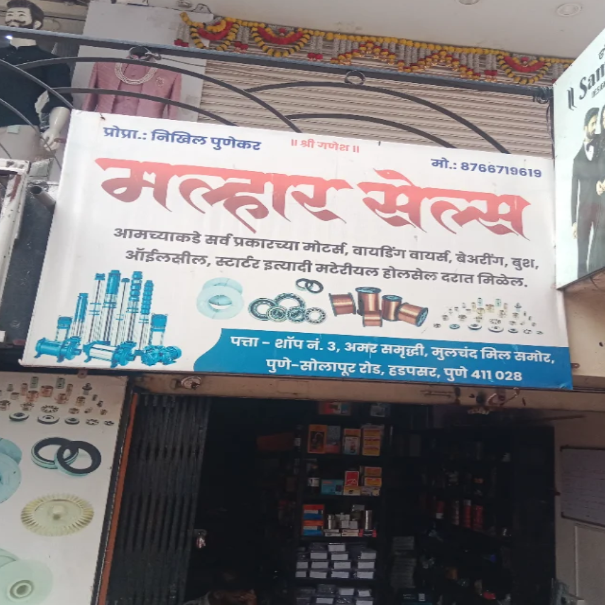 ॥ श्री गणेश ॥
प्रोप्रा.: निखिल पुणेकर
मो.: 8766719619
मल्हार सेल्स
आमच्याकडे सर्व प्रकारच्या मोटर्स, वायडिंग वायर्स, बेअरींग, बुश,
ऑईलसील, स्टार्टर इत्यादी मटेरीयल होलसेल दरात मिळेल.
पत्ता - शॉप नं. 3, अमर समृद्धी, मुलचंद मिल समोर,
पुणे-सोलापूर रोड, हडपसर, पुणे 411 028